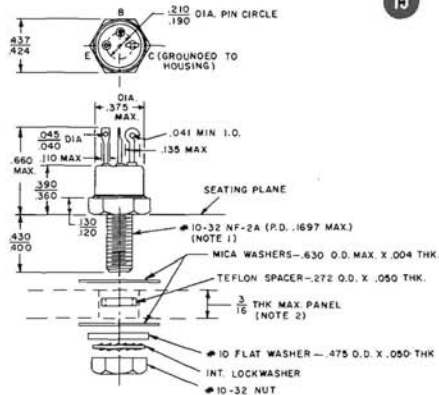 15
B
.210
.190 DIA. PIN CIRCLE
.437
.424
E
C (GROUNDED TO
HOUSING)
DIA.
.375
MAX.
.045
.040 DIA
.041 MIN I.D.
.110 MAX
.135 MAX
.660
MAX.
.390
.360
SEATING PLANE
.130
.120
.430
.400
#10-32 NF-2A (P.D. .1697 MAX.)
(NOTE 1)
MICA WASHERS-.630 O.D. MAX. X .004 THK.
TEFLON SPACER-.272 O.D. X .050 THK.
3
16 THK MAX. PANEL
(NOTE 2)
#10 FLAT WASHER-.475 O.D. X .050 THK
INT. LOCKWASHER
#10-32 NUT